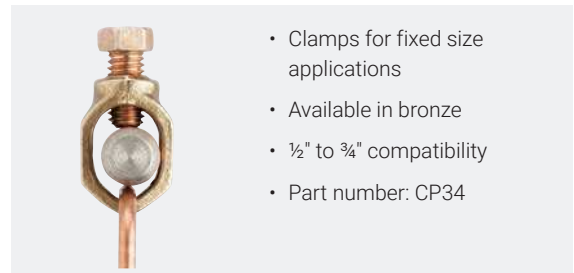 • Clamps for fixed size
applications
• Available in bronze
• ½" to ¾" compatibility
• Part number: CP34